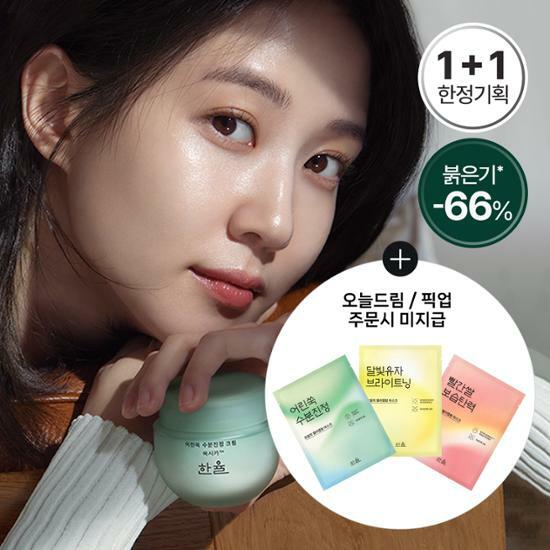 1+1
한정기획
붉은기*
-66%
+
오늘드림 / 픽업
주문시 미지급
어린쑥
수분진정
달빛유자
브라이트닝
빨간쌀
보습탄력
어린쑥 수분진정 크림
한율